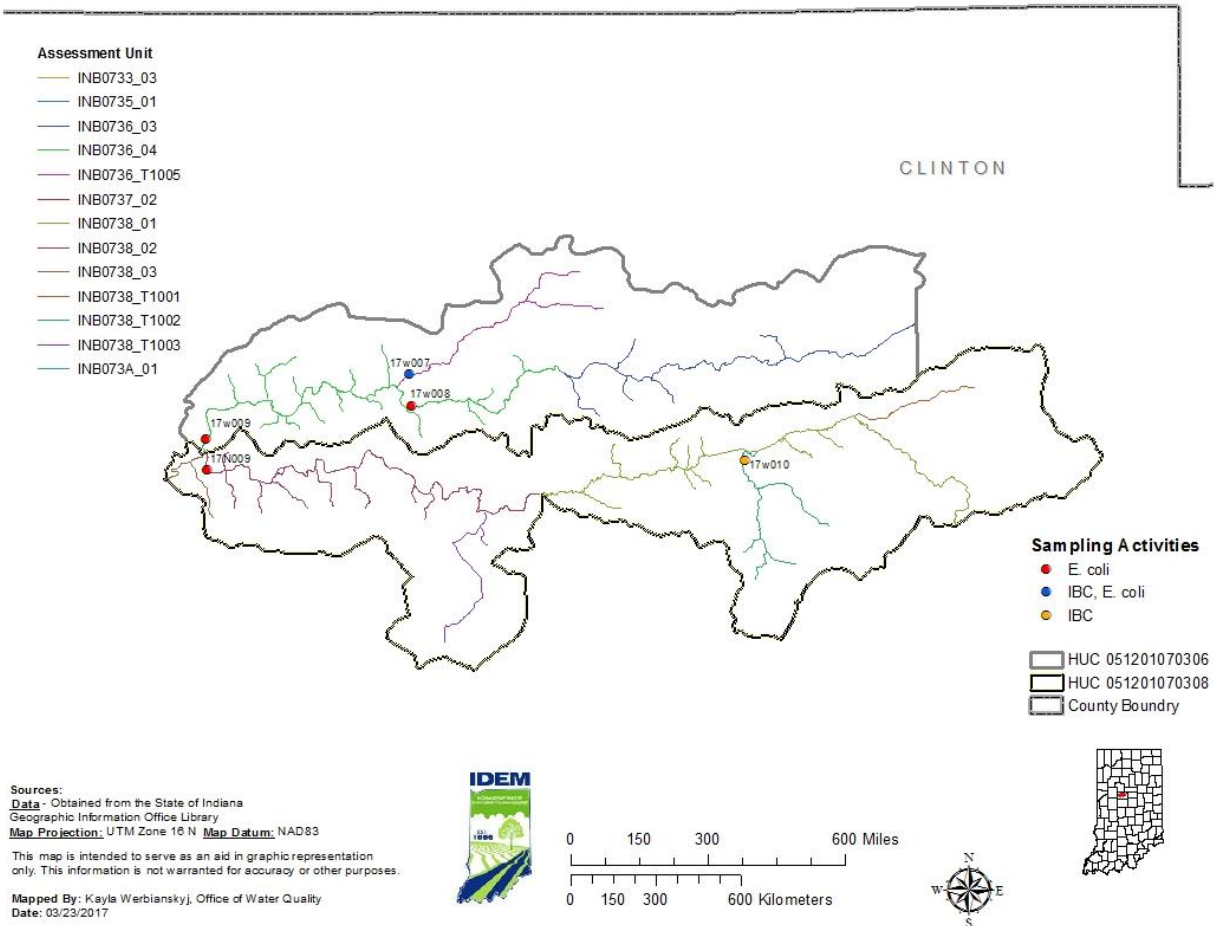 Assessment Unit
INB0733_03
INB0735_01
INB0736_03
INB0736_04
INB0736_T1005
INB0737_02
INB0738_01
INB0738_02
INB0738_03
INB0738_T1001
INB0738_T1002
INB0738_T1003
INB073A_01
CLINTON
17w007
17w008
17w009
17N009
17w010
Sampling Activities
E. coli
IBC, E. coli
IBC
HUC 051201070306
HUC 051201070308
County Boundry
Sources:
Data - Obtained from the State of Indiana
Geographic Information Office Library
Map Projection: UTM Zone 16 N Map Datum: NAD83
This map is intended to serve as an aid in graphic representation
only. This information is not warranted for accuracy or other purposes.
Mapped By: Kayla Werbianskyj, Office of Water Quality
Date: 03/23/2017
IDEM
EST.
1986
0 150 300 600 Miles
0 150 300 600 Kilometers
N
W E
S